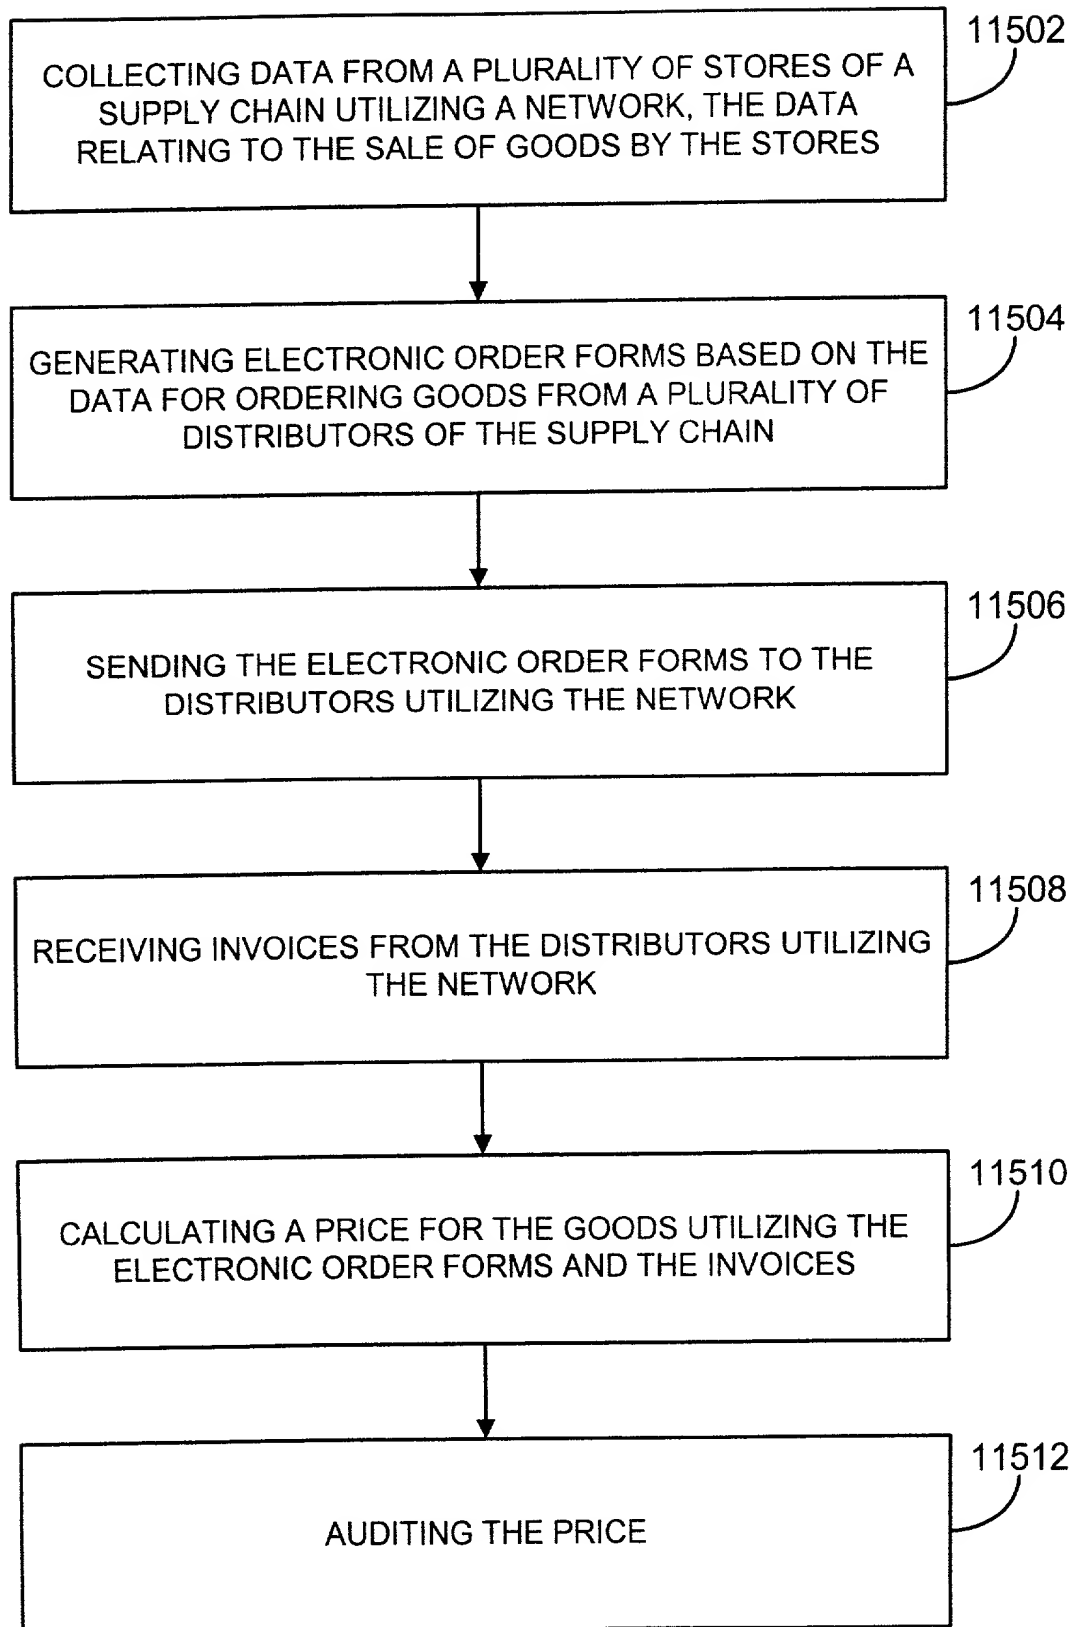 11502
COLLECTING DATA FROM A PLURALITY OF STORES OF A
SUPPLY CHAIN UTILIZING A NETWORK, THE DATA
RELATING TO THE SALE OF GOODS BY THE STORES
11504
GENERATING ELECTRONIC ORDER FORMS BASED ON THE
DATA FOR ORDERING GOODS FROM A PLURALITY OF
DISTRIBUTORS OF THE SUPPLY CHAIN
11506
SENDING THE ELECTRONIC ORDER FORMS TO THE
DISTRIBUTORS UTILIZING THE NETWORK
11508
RECEIVING INVOICES FROM THE DISTRIBUTORS UTILIZING
THE NETWORK
11510
CALCULATING A PRICE FOR THE GOODS UTILIZING THE
ELECTRONIC ORDER FORMS AND THE INVOICES
11512
AUDITING THE PRICE